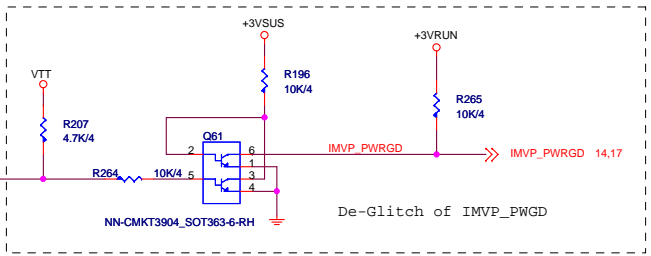 +3VSUS
+3VRUN
VTT
R196
10K/4
R265
10K/4
R207
4.7K/4
Q61
2
6
IMVP_PWRGD
IMVP_PWRGD 14,17
1
R264
10K/4
5
3
4
De-Glitch of IMVP_PWGD
NN-CMKT3904_SOT363-6-RH